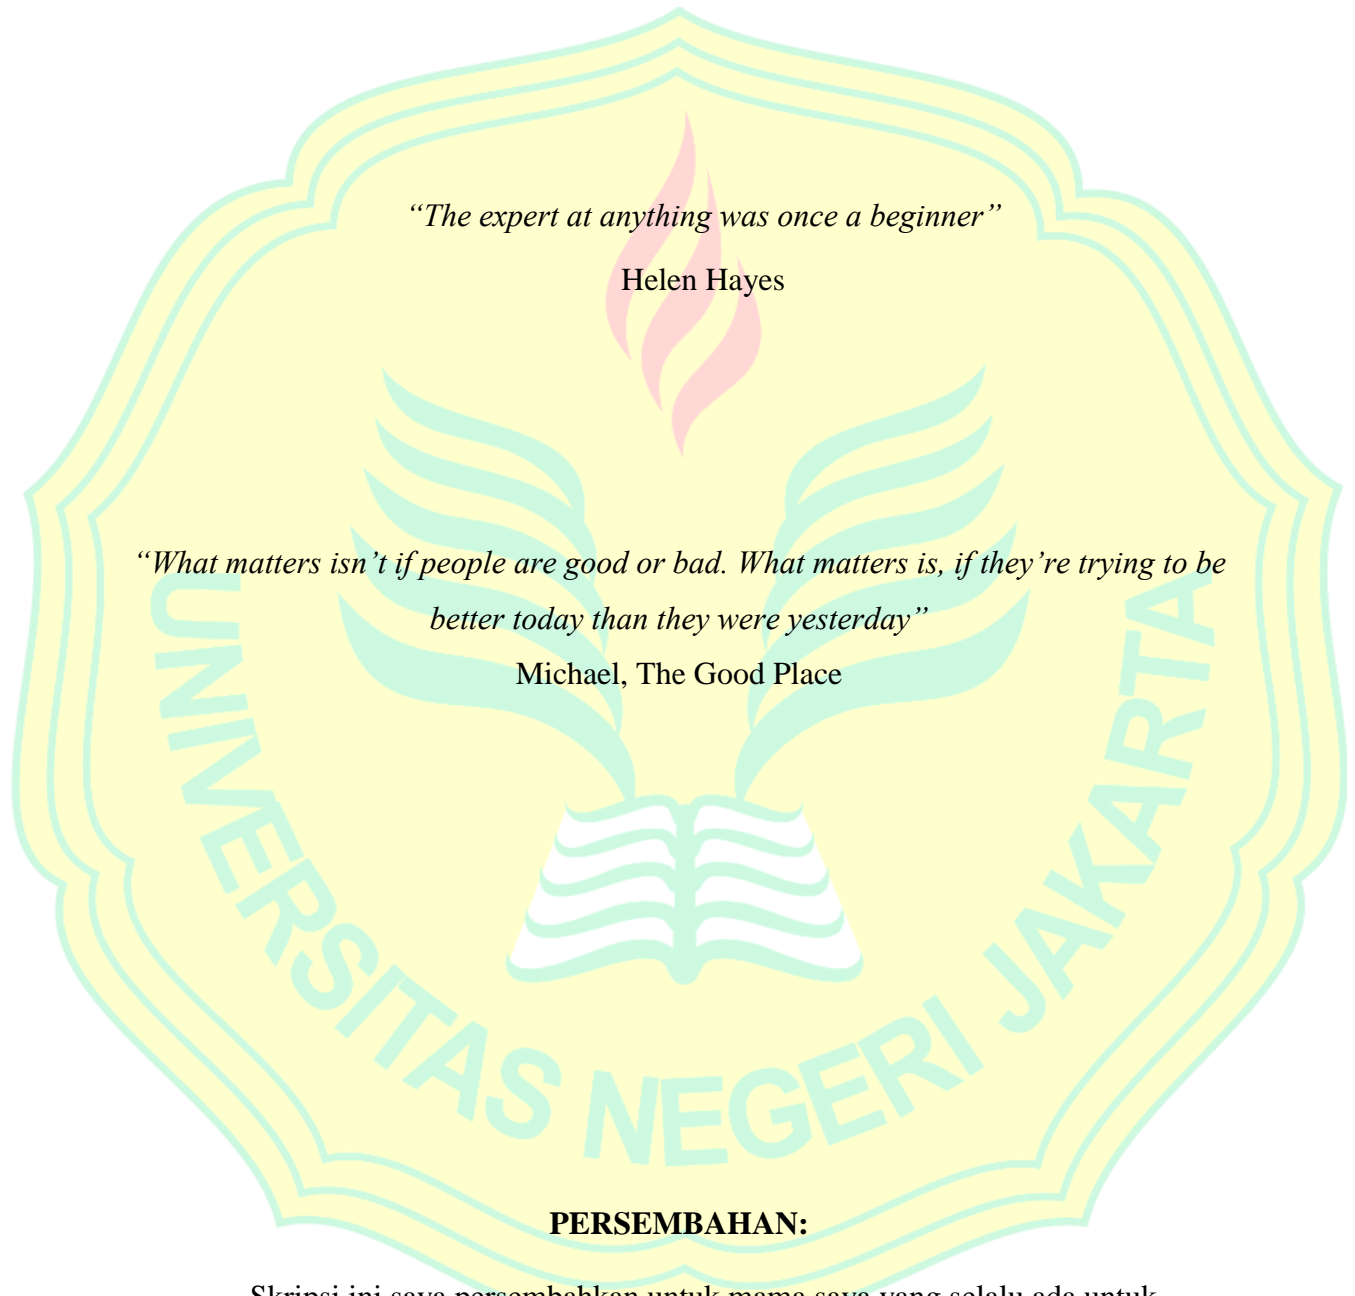 “The expert at anything was once a beginner”
Helen Hayes
“What matters isn’t if people are good or bad. What matters is, if they’re trying to be
better today than they were yesterday”
Michael, The Good Place
UNIVERSITAS NEGERI JAKARTA
PERSEMBAHAN:
Skripsi ini saya persembahkan untuk mama saya yang selalu ada untuk